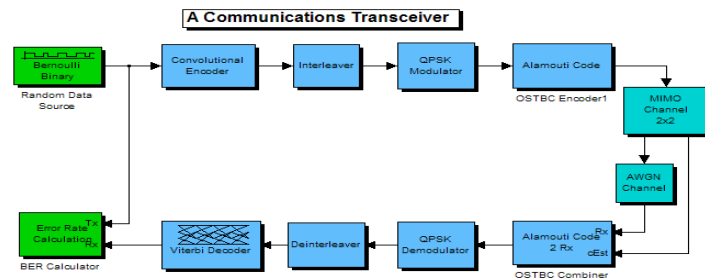 A Communications Transceiver
Bernoulli
Binary
Random Data
Source
Convolutional
Encoder
Interleaver
QPSK
Modulator
Alamouti Code
OSTBC Encoder1
MIMO
Channel
2x2
AWGN
Channel
Tx
Error Rate
Calculation
Rx
BER Calculator
Viterbi Decoder
Deinterleaver
QPSK
Demodulator
Rx
Alamouti Code
2 Rx
cEst
OSTBC Combiner